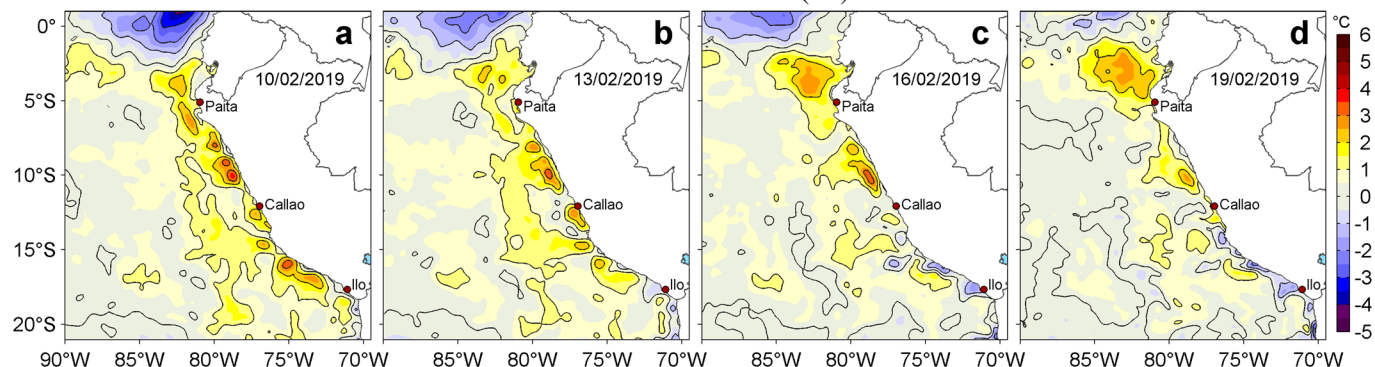 a
10/02/2019
Paita
Callao
Ilo
b
13/02/2019
Paita
Callao
Ilo
c
16/02/2019
Paita
Callao
Ilo
d
19/02/2019
Paita
Callao
Ilo
0°
5°S
10°S
15°S
20°S
90°W 85°W 80°W 75°W 70°W
85°W 80°W 75°W 70°W
85°W 80°W 75°W 70°W
85°W 80°W 75°W 70°W
°C
6
5
4
3
2
1
0
-1
-2
-3
-4
-5